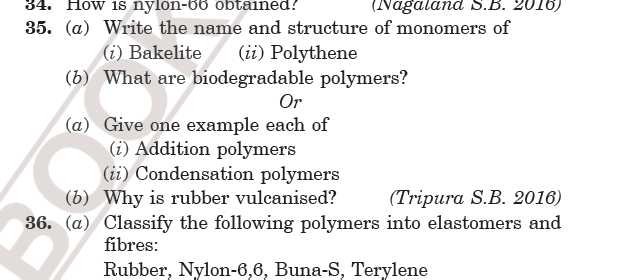 34. How is nylon-66 obtained? (Nagaland S.B. 2016)
35. (a) Write the name and structure of monomers of
(i) Bakelite (ii) Polythene
(b) What are biodegradable polymers?
Or
(a) Give one example each of
(i) Addition polymers
(ii) Condensation polymers
(b) Why is rubber vulcanised? (Tripura S.B. 2016)
36. (a) Classify the following polymers into elastomers and
fibres:
Rubber, Nylon-6,6, Buna-S, Terylene
BOOK